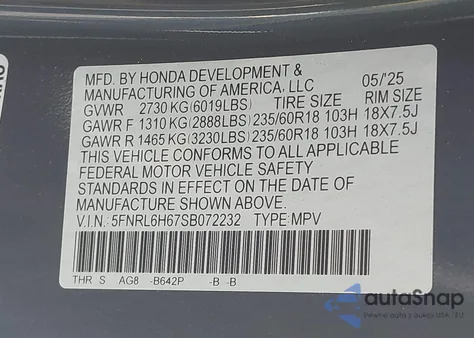 MFD. BY HONDA DEVELOPMENT &
MANUFACTURING OF AMERICA, LLC 05/'25
GVWR 2730 KG (6019LBS) TIRE SIZE RIM SIZE
GAWR F 1310 KG (2888LBS) 235/60R18 103H 18X7.5J
GAWR R 1465 KG (3230LBS) 235/60R18 103H 18X7.5J
THIS VEHICLE CONFORMS TO ALL APPLICABLE
FEDERAL MOTOR VEHICLE SAFETY
STANDARDS IN EFFECT ON THE DATE OF
MANUFACTURE SHOWN ABOVE.
V.I.N.: 5FNRL6H67SB072232 TYPE: MPV
THR S AG8 -B642P -B -B
autoSnap